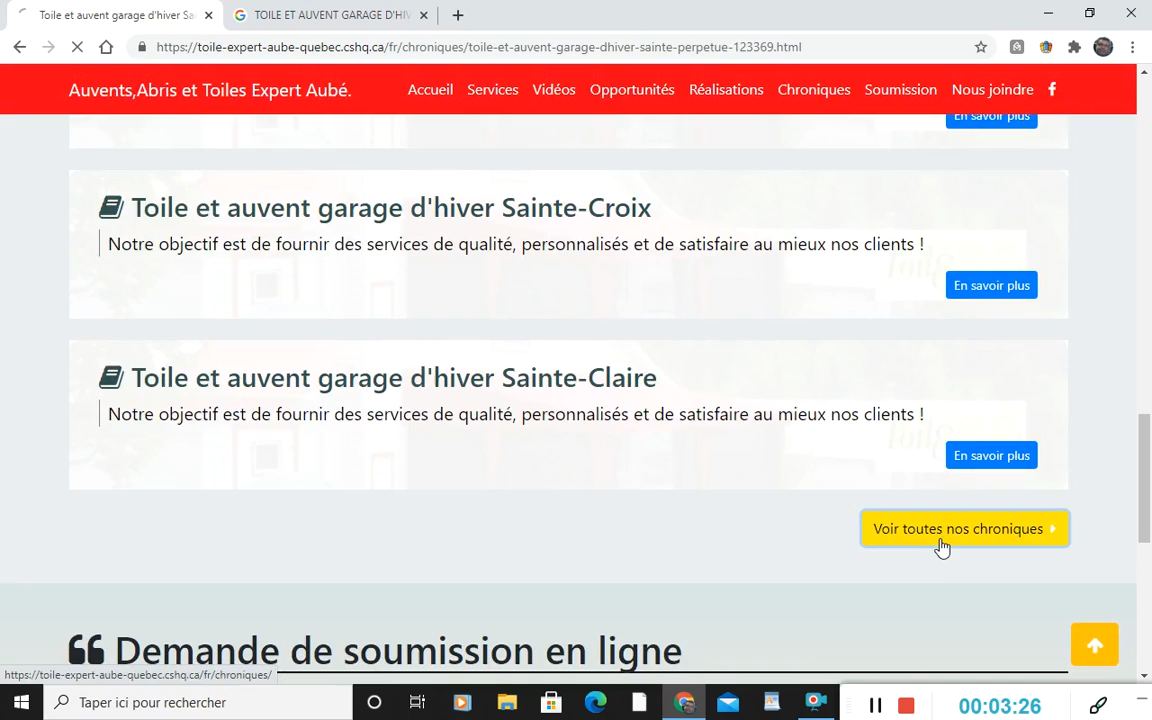 Toile et auvent garage d'hiver Sa
TOILE ET AUVENT GARAGE D'HIV
https://toile-expert-aube-quebec.cshq.ca/fr/chroniques/toile-et-auvent-garage-dhiver-sainte-perpetue-123369.html
Auvents,Abris et Toiles Expert Aubé.
Accueil Services Vidéos Opportunités Réalisations Chroniques Soumission Nous joindre
En savoir plus
Toile et auvent garage d'hiver Sainte-Croix
Notre objectif est de fournir des services de qualité, personnalisés et de satisfaire au mieux nos clients !
En savoir plus
Toile et auvent garage d'hiver Sainte-Claire
Notre objectif est de fournir des services de qualité, personnalisés et de satisfaire au mieux nos clients !
En savoir plus
Voir toutes nos chroniques
Demande de soumission en ligne
https://toile-expert-aube-quebec.cshq.ca/fr/chroniques/
Taper ici pour rechercher
00:03:26